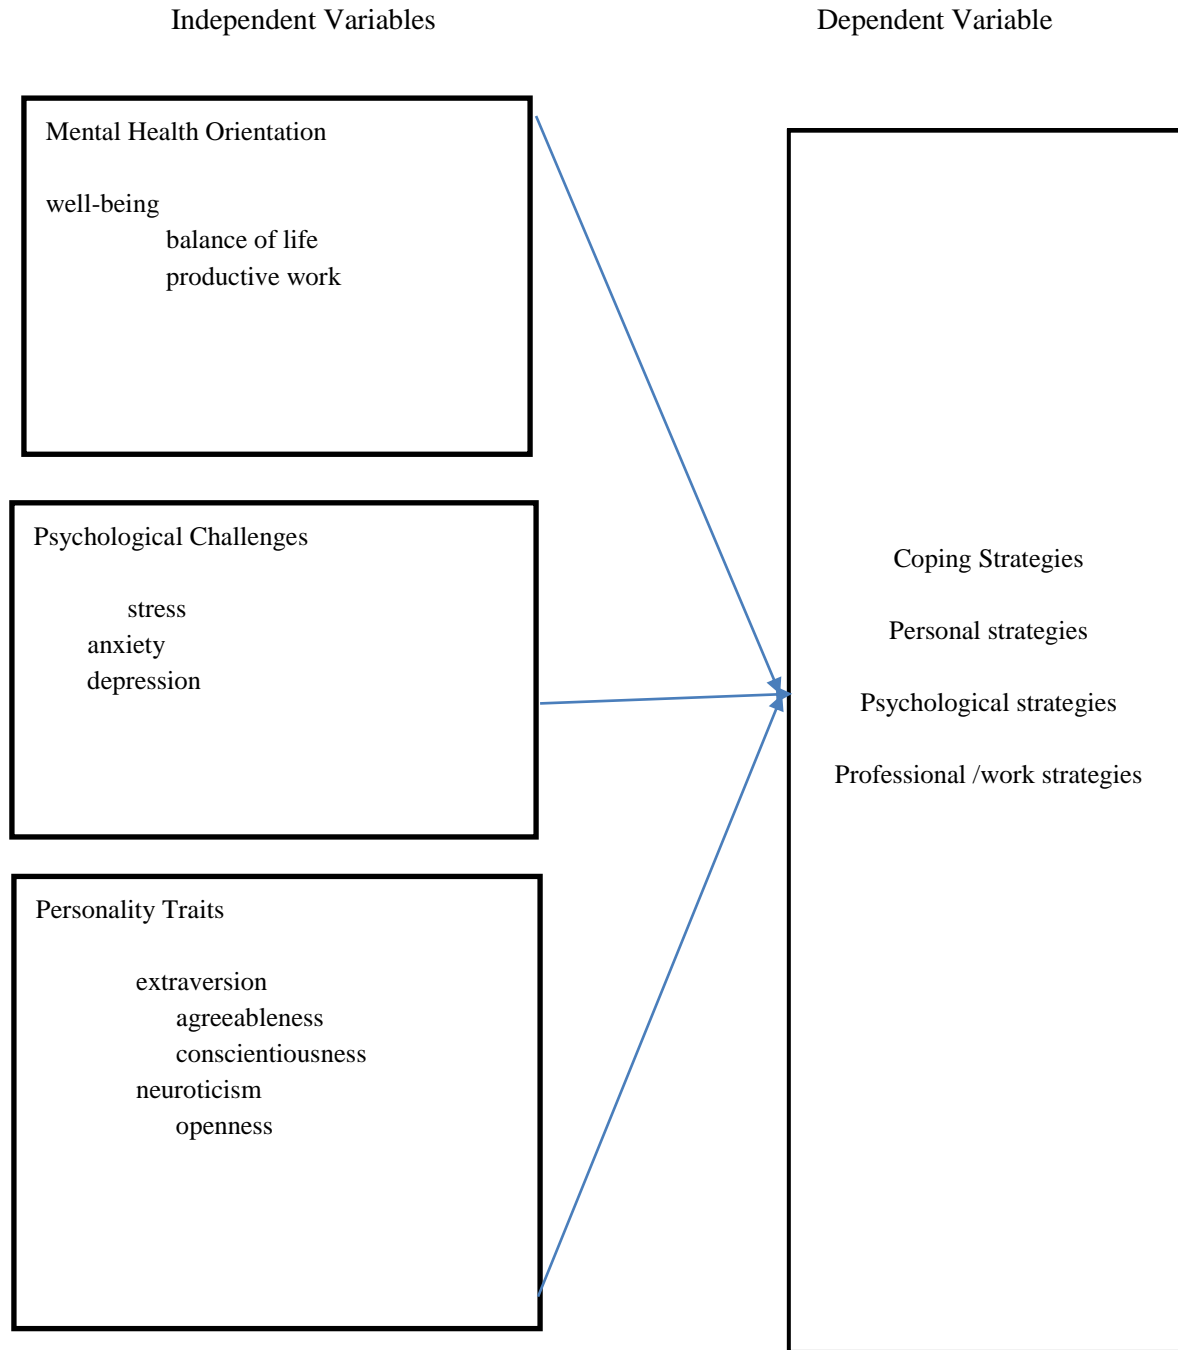 Independent Variables
Dependent Variable
Mental Health Orientation
well-being
balance of life
productive work
Psychological Challenges
stress
anxiety
depression
Personality Traits
extraversion
agreeableness
conscientiousness
neuroticism
openness
Coping Strategies
Personal strategies
Psychological strategies
Professional /work strategies